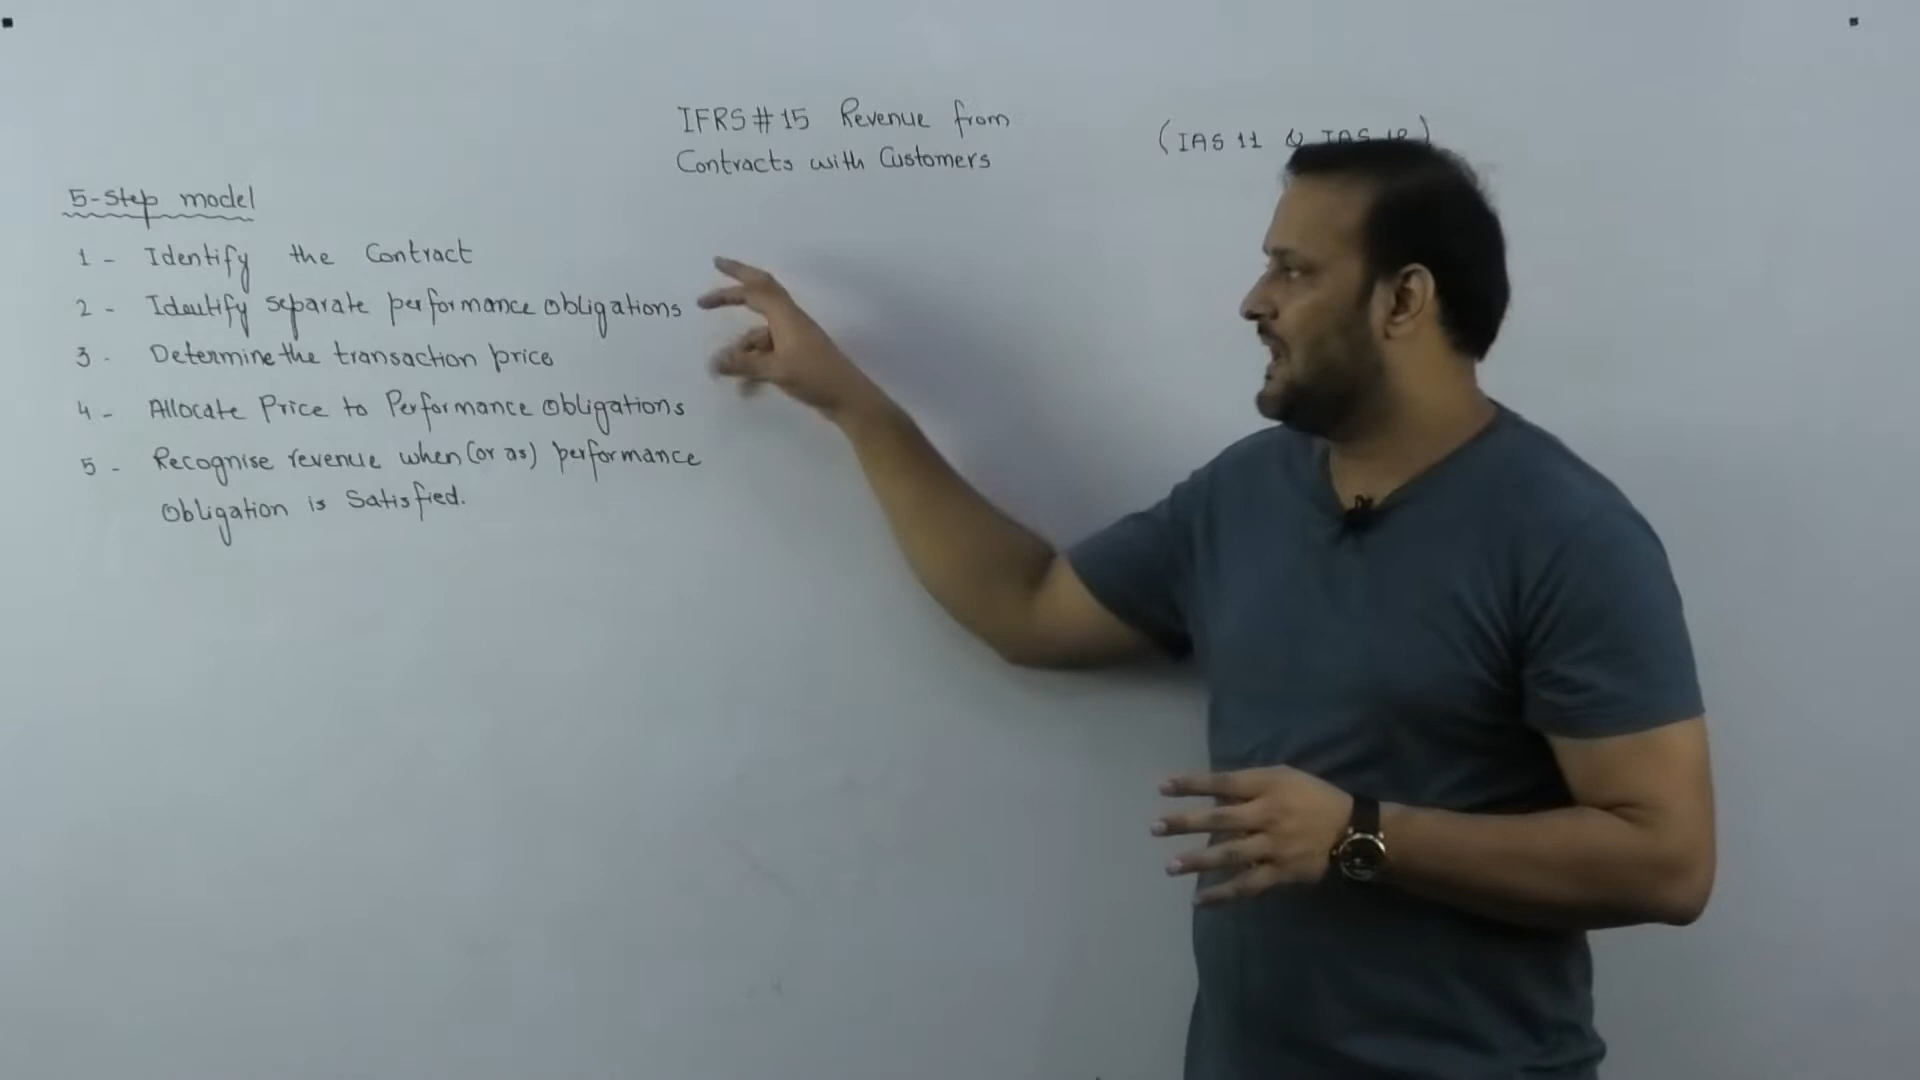 IFRS#15 Revenue from
Contracts with Customers
(IAS 11 & IAS 18)
5-Step model
1 - Identify the Contract
2 - Identify separate performance obligations
3 - Determine the transaction price
4 - Allocate Price to Performance Obligations
5 - Recognise revenue when (or as) performance
Obligation is Satisfied.